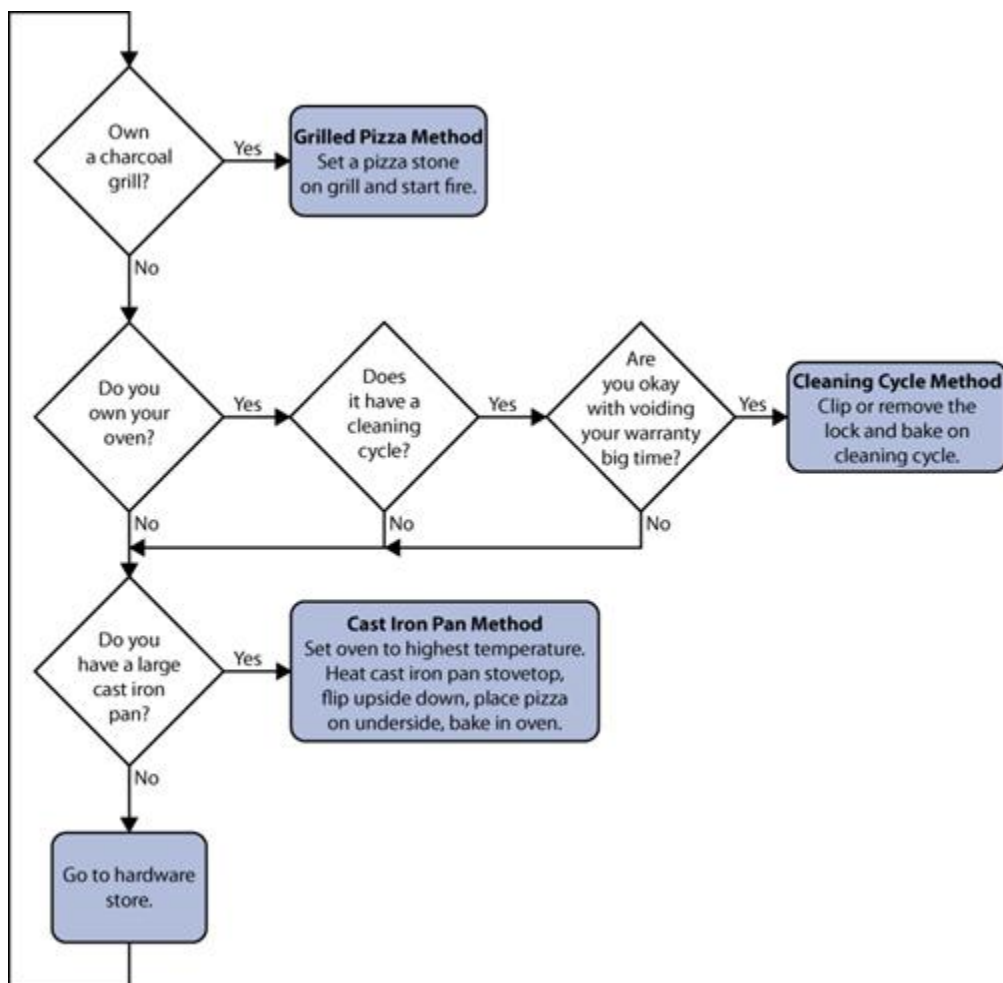 Own
a charcoal
grill?
Yes
Grilled Pizza Method
Set a pizza stone
on grill and start fire.
No
Do you
own your
oven?
Yes
Does
it have a
cleaning
cycle?
Yes
Are
you okay
with voiding
your warranty
big time?
Yes
Cleaning Cycle Method
Clip or remove the
lock and bake on
cleaning cycle.
No
No
No
Do you
have a large
cast iron
pan?
Yes
Cast Iron Pan Method
Set oven to highest temperature.
Heat cast iron pan stovetop,
flip upside down, place pizza
on underside, bake in oven.
No
Go to hardware
store.